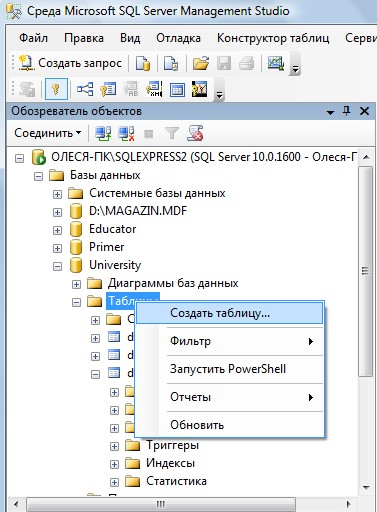 Среда Microsoft SQL Server Management Studio
Файл Правка Вид Отладка Конструктор таблиц
Создать запрос
Обозреватель объектов
Соединить
ОЛЕСЯ-ПК\SQLEXPRESS2 (SQL Server 10.0.1600 - Олеся-П
Базы данных
Системные базы данных
D:\MAGAZIN.MDF
Educator
Primer
University
Диаграммы баз данных
Таблицы
Создать таблицу...
Фильтр
Запустить PowerShell
Отчеты
Обновить
Триггеры
Индексы
Статистика